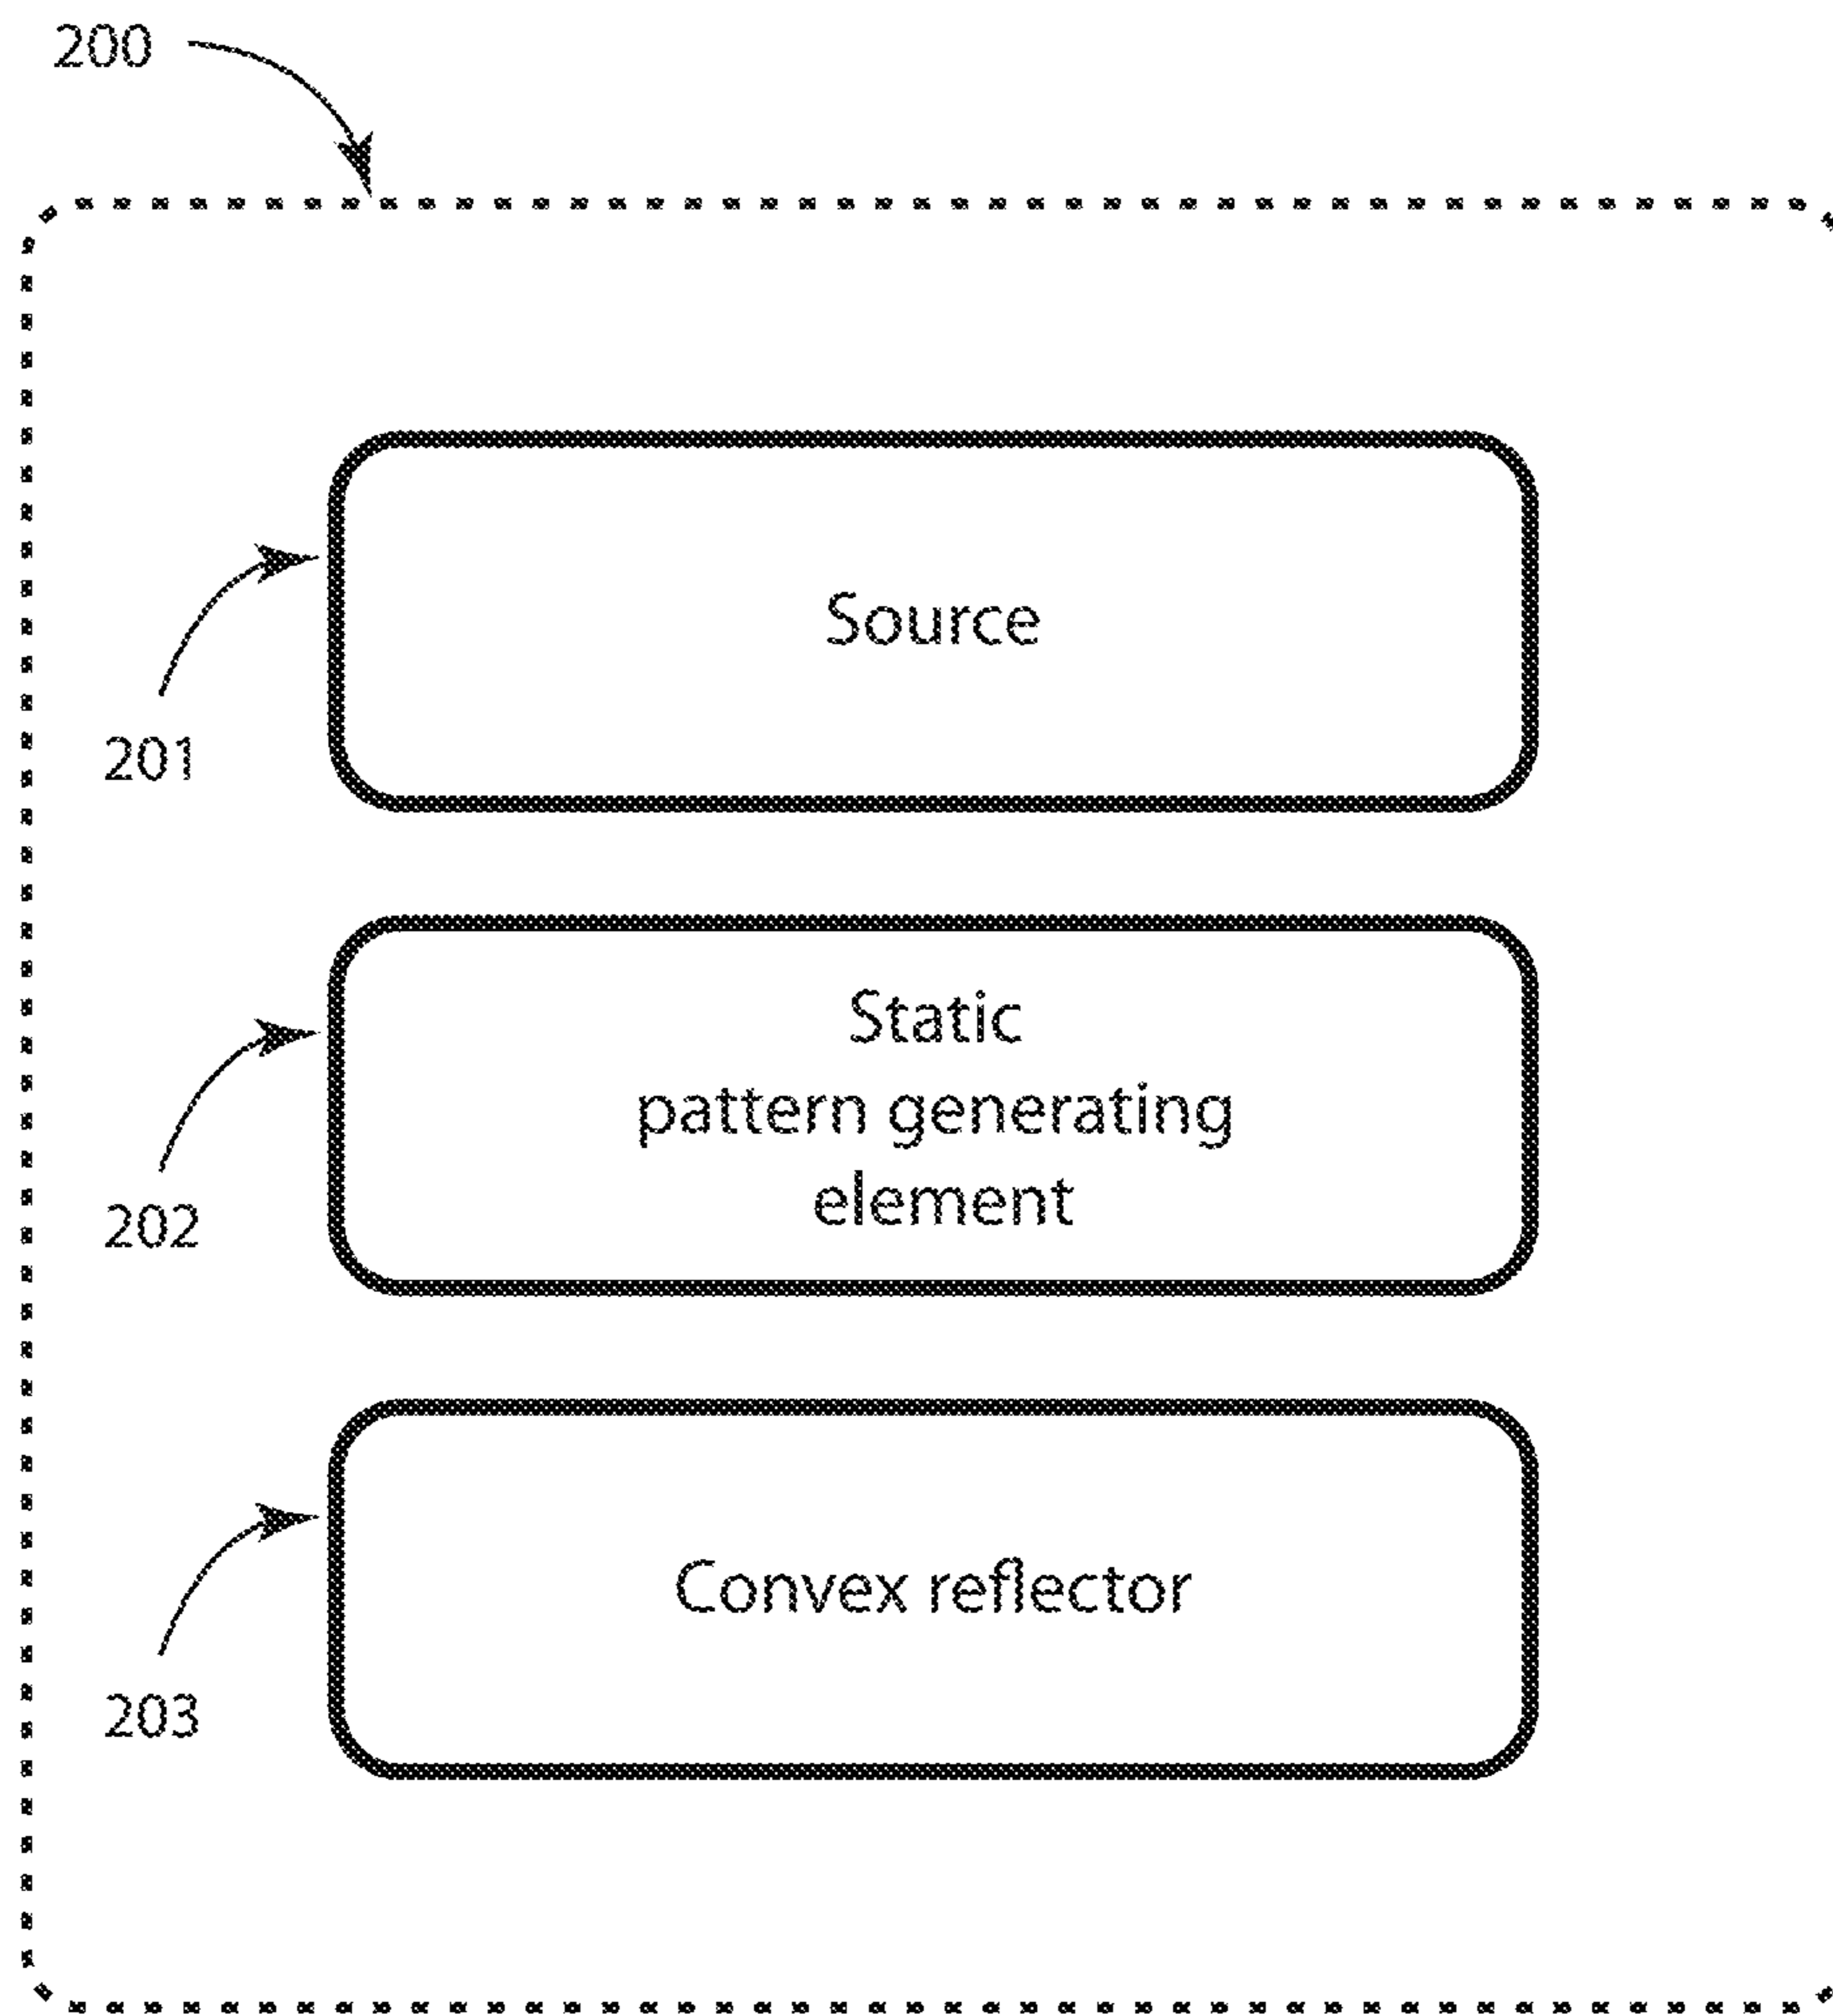 200
Source
201
Static
pattern generating
element
202
Convex reflector
203